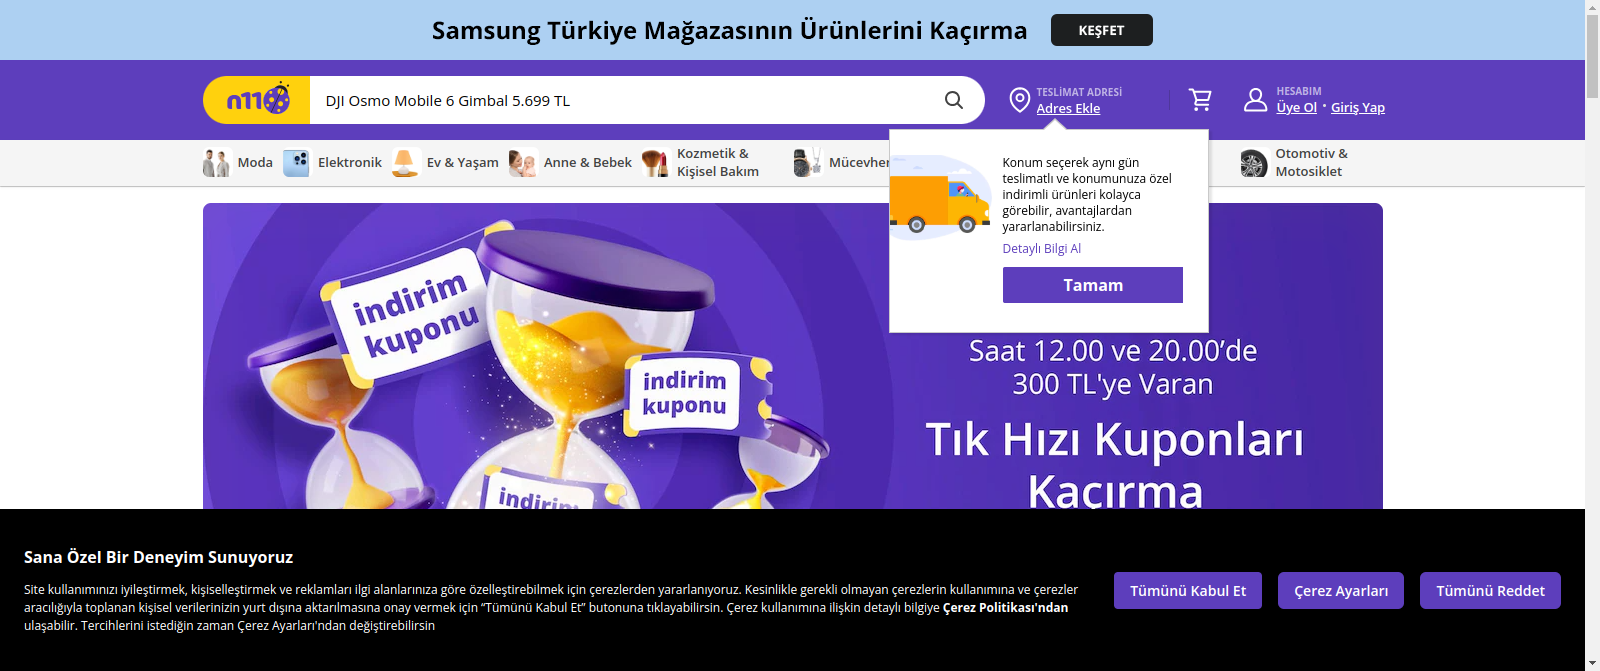 Samsung Türkiye Mağazasının Ürünlerini Kaçırma
KEŞFET
n11
DJI Osmo Mobile 6 Gimbal 5.699 TL
TESLİMAT ADRESİ
Adres Ekle
HESABIM
Üye Ol · Giriş Yap
Moda
Elektronik
Ev & Yaşam
Anne & Bebek
Kozmetik &
Kişisel Bakım
Mücevher
Otomotiv &
Motosiklet
Konum seçerek aynı gün
teslimatlı ve konumunuza özel
indirimli ürünleri kolayca
görebilir, avantajlardan
yararlanabilirsiniz.
Detaylı Bilgi Al
Tamam
indirim
kuponu
indirim
kuponu
indirim
Saat 12.00 ve 20.00’de
300 TL'ye Varan
Tık Hızı Kuponları
Kaçırma
Sana Özel Bir Deneyim Sunuyoruz
Site kullanımınızı iyileştirmek, kişiselleştirmek ve reklamları ilgi alanlarınıza göre özelleştirebilmek için çerezlerden yararlanıyoruz. Kesinlikle gerekli olmayan çerezlerin kullanımına ve çerezler
aracılığıyla toplanan kişisel verilerinizin yurt dışına aktarılmasına onay vermek için “Tümünü Kabul Et” butonuna tıklayabilirsin. Çerez kullanımına ilişkin detaylı bilgiye Çerez Politikası'ndan
ulaşabilir. Tercihlerini istediğin zaman Çerez Ayarları'ndan değiştirebilirsin
Tümünü Kabul Et
Çerez Ayarları
Tümünü Reddet